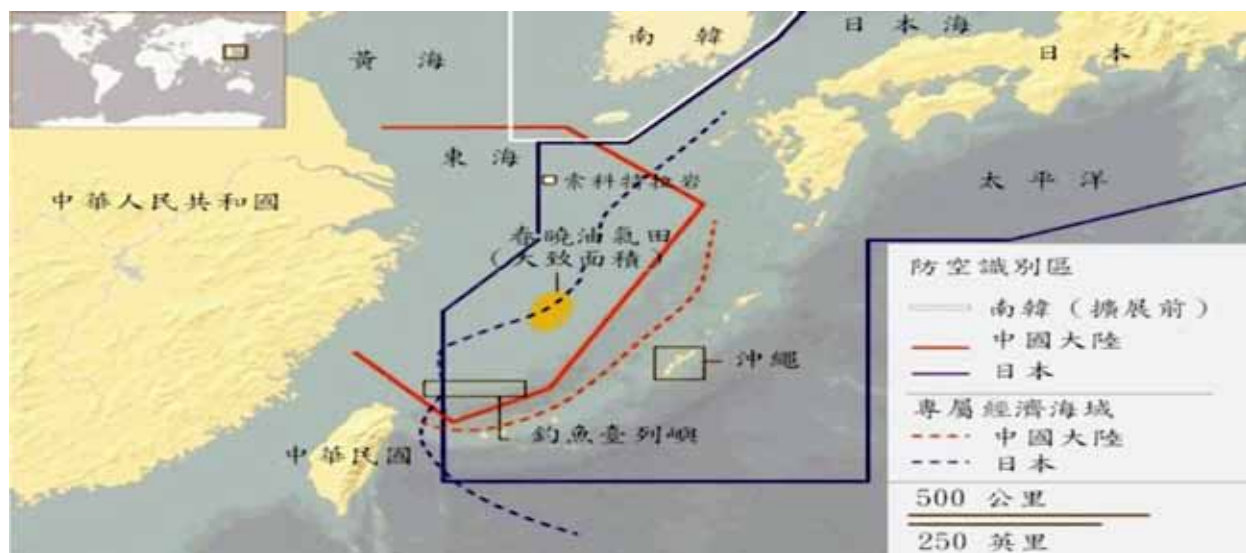 南韓
日本海
日本
黃海
東海
索科特拉岩
中華人民共和國
太平洋
春曉油氣田
（大致面積）
沖繩
釣魚臺列嶼
中華民國
防空識別區
南韓（擴展前）
中國大陸
日本
專屬經濟海域
中國大陸
日本
500 公里
250 英里